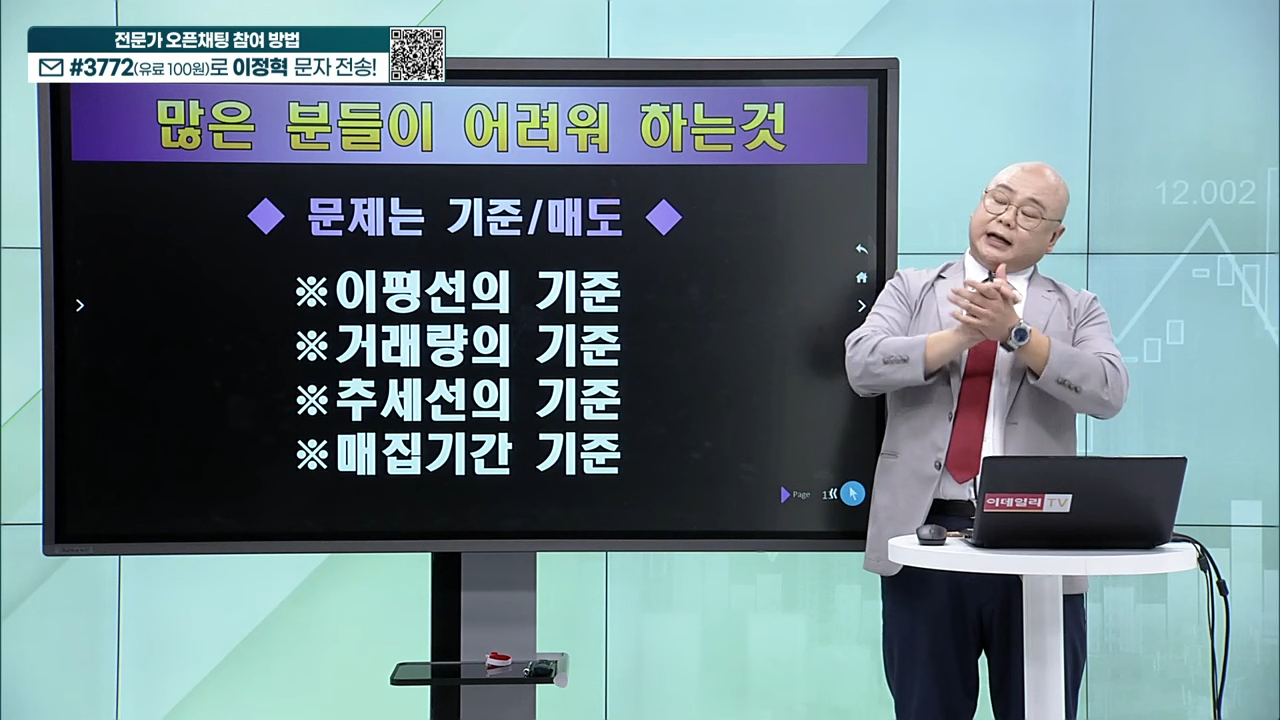 전문가 오픈채팅 참여 방법
#3772(유료 100원)로 이정혁 문자 전송!
많은 분들이 어려워 하는것
◆ 문제는 기준/매도 ◆
※이평선의 기준
※거래량의 기준
※추세선의 기준
※매집기간 기준
Page
12.002
이데일리 TV